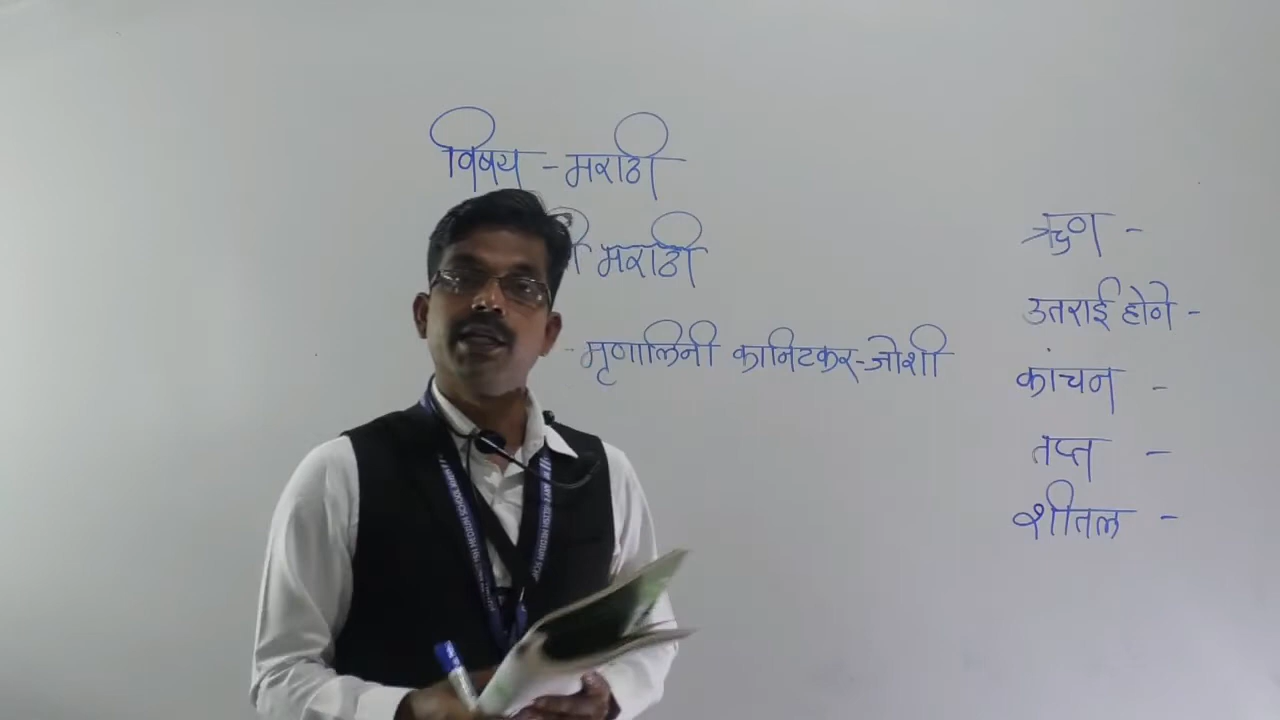 विषय - मराठी
मराठी
- मृणालिनी कानिटकर-जोशी
ऋण -
उतराई होने -
कांचन -
तप्त -
शीतल -